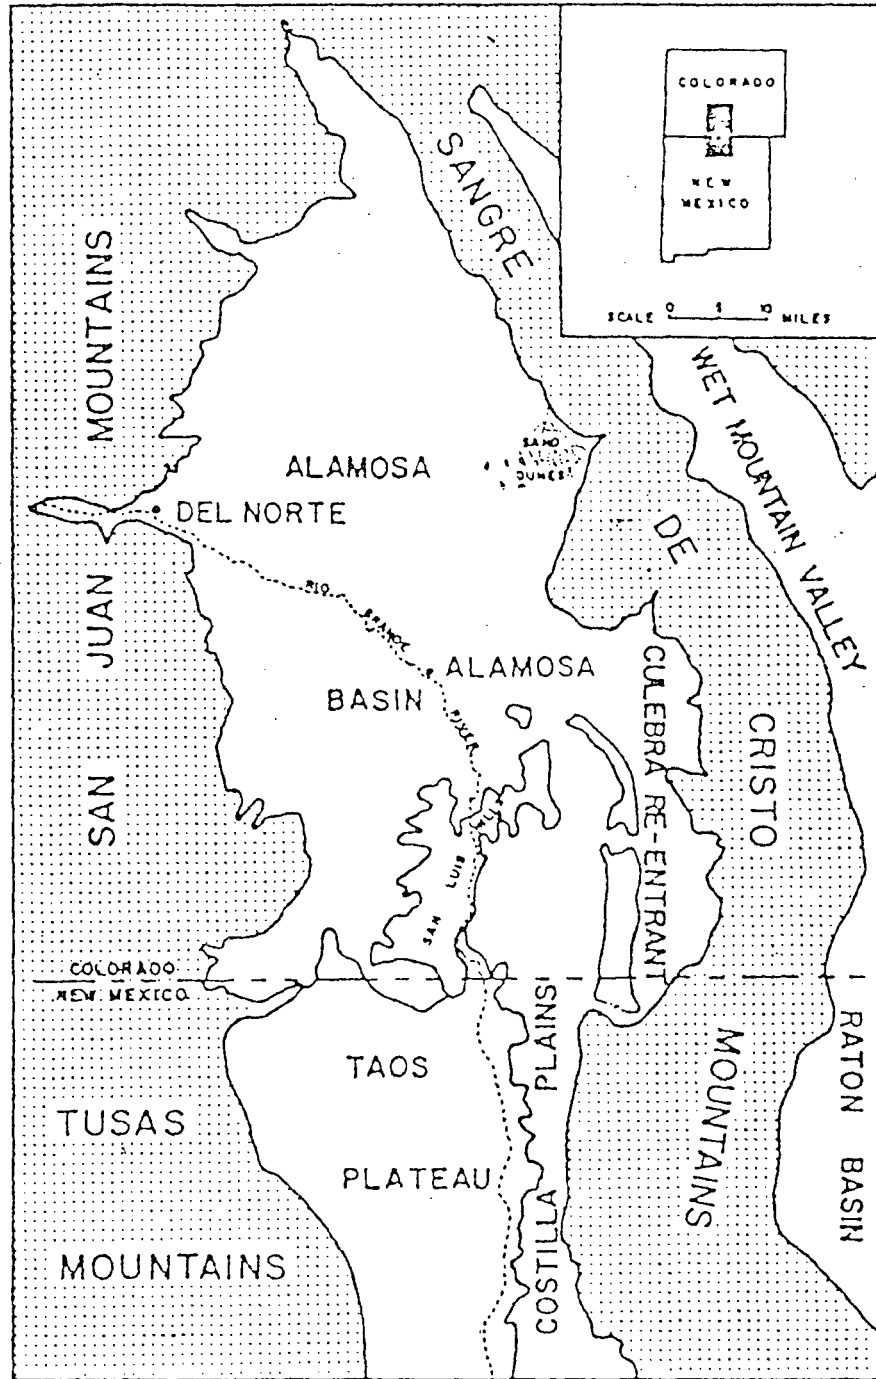 COLORADO
NEW
MEXICO
SCALE 0 5 10 MILES
SANGRE
DE
CRISTO
MOUNTAINS
WET MOUNTAIN VALLEY
SAN JUAN MOUNTAINS
SAND
DUNES
ALAMOSA
BASIN
DEL NORTE
RIO
GRANDE
RIVER
ALAMOSA
CULEBRA RE-ENTRANT
SAN LUIS HILLS
COLORADO
NEW MEXICO
TAOS
PLATEAU
COSTILLA PLAINS
TUSAS
MOUNTAINS
RATON BASIN